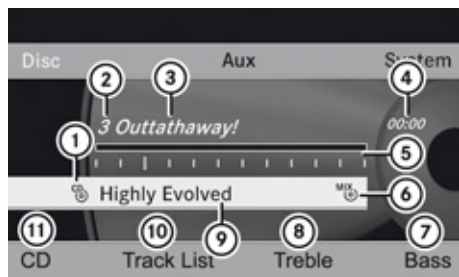 Disc Aux System
2 3 4
3 Outtathaway! 00:00
1 5
CD Highly Evolved MIX 6
11 10 9 8 7
CD Track List Treble Bass